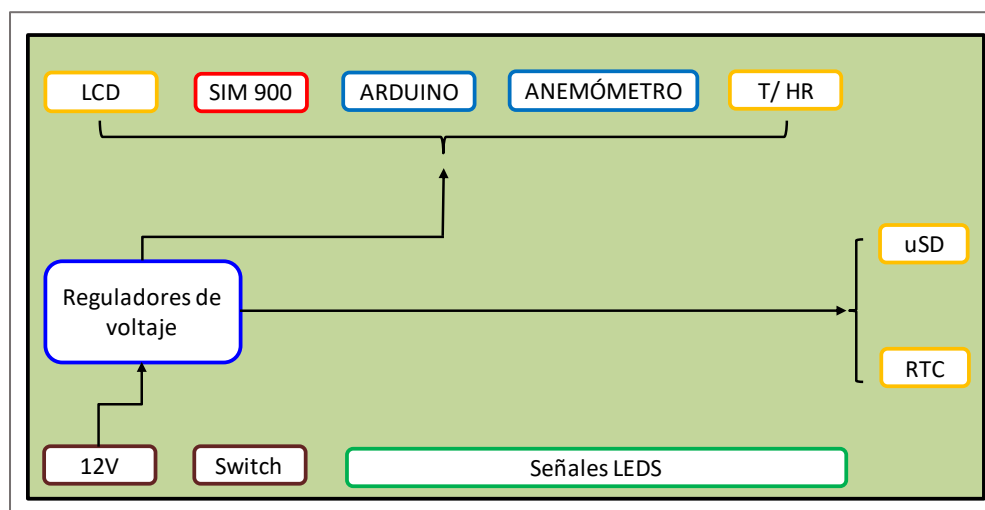 LCD
SIM 900
ARDUINO
ANEMÓMETRO
T/ HR
uSD
Reguladores de
voltaje
RTC
12V
Switch
Señales LEDS